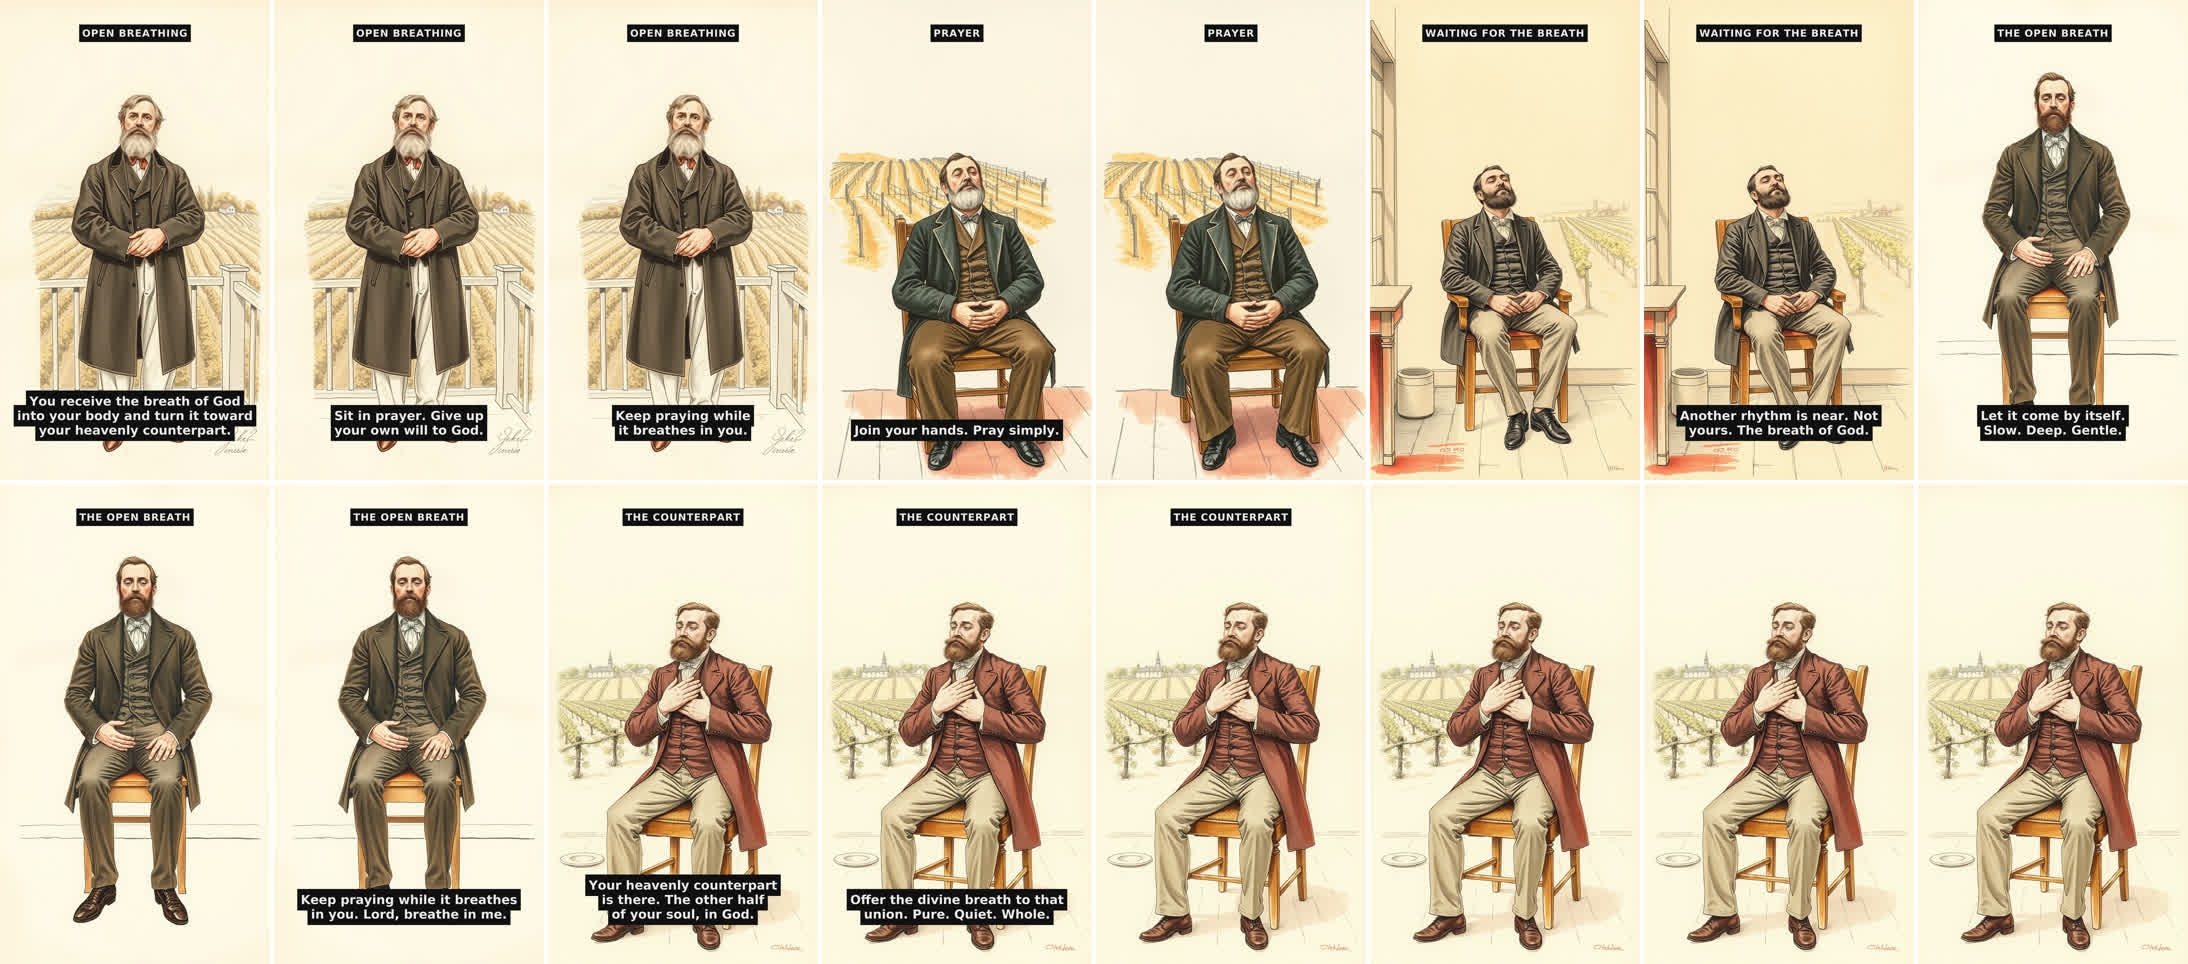 OPEN BREATHING
You receive the breath of God
into your body and turn it toward
your heavenly counterpart.
OPEN BREATHING
Sit in prayer. Give up
your own will to God.
OPEN BREATHING
Keep praying while
it breathes in you.
PRAYER
Join your hands. Pray simply.
PRAYER
WAITING FOR THE BREATH
WAITING FOR THE BREATH
Another rhythm is near. Not
yours. The breath of God.
THE OPEN BREATH
Let it come by itself.
Slow. Deep. Gentle.
THE OPEN BREATH
THE OPEN BREATH
Keep praying while it breathes
in you. Lord, breathe in me.
THE COUNTERPART
Your heavenly counterpart
is there. The other half
of your soul, in God.
THE COUNTERPART
Offer the divine breath to that
union. Pure. Quiet. Whole.
THE COUNTERPART